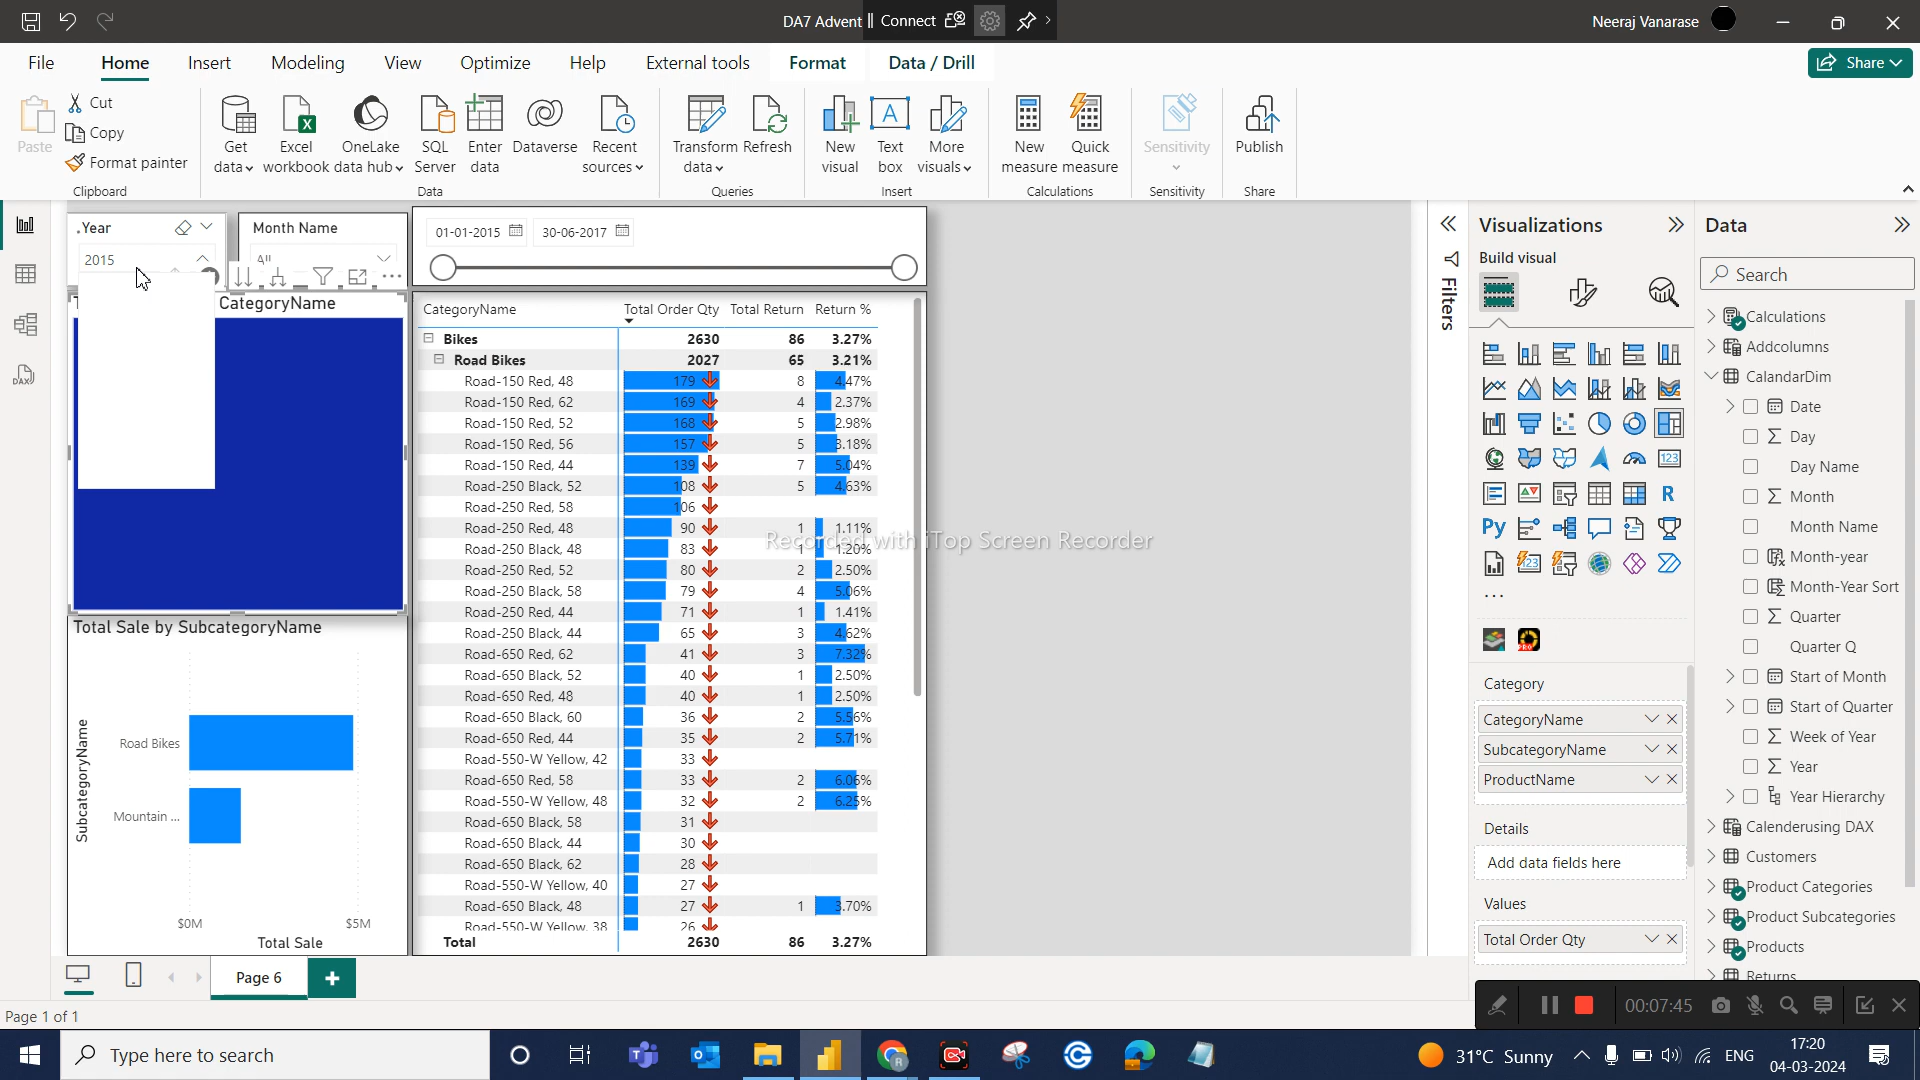 DA7 Advent
Connect
Neeraj Vanarase
File
Home
Insert
Modeling
View
Optimize
Help
External tools
Format
Data / Drill
Share
Paste
Cut
Copy
Format painter
Clipboard
Get
data
Excel
workbook
OneLake
data hub
SQL
Server
Enter
data
Dataverse
Recent
sources
Data
Transform
data
Refresh
Queries
New
visual
Text
box
More
visuals
Insert
New
measure
Quick
measure
Calculations
Sensitivity
Sensitivity
Publish
Share
.Year
2015
Month Name
All
01-01-2015
30-06-2017
CategoryName
CategoryName Total Order Qty Total Return Return %
Bikes 2630 86 3.27%
Road Bikes 2027 65 3.21%
Road-150 Red, 48 179 8 4.47%
Road-150 Red, 62 169 4 2.37%
Road-150 Red, 52 168 5 2.98%
Road-150 Red, 56 157 5 3.18%
Road-150 Red, 44 139 7 5.04%
Road-250 Black, 52 108 5 4.63%
Road-250 Red, 58 106
Road-250 Red, 48 90 1 1.11%
Road-250 Black, 48 83 1 1.20%
Road-250 Red, 52 80 2 2.50%
Road-250 Black, 58 79 4 5.06%
Road-250 Red, 44 71 1 1.41%
Road-250 Black, 44 65 3 4.62%
Road-650 Red, 62 41 3 7.32%
Road-650 Black, 52 40 1 2.50%
Road-650 Red, 48 40 1 2.50%
Road-650 Black, 60 36 2 5.56%
Road-650 Red, 44 35 2 5.71%
Road-550-W Yellow, 42 33
Road-650 Red, 58 33 2 6.06%
Road-550-W Yellow, 48 32 2 6.25%
Road-650 Black, 58 31
Road-650 Black, 44 30
Road-650 Black, 62 28
Road-550-W Yellow, 40 27
Road-650 Black, 48 27 1 3.70%
Road-550-W Yellow, 38 26
Total 2630 86 3.27%
Recorded with iTop Screen Recorder
Total Sale by SubcategoryName
SubcategoryName
Road Bikes
Mountain ...
$0M
$5M
Total Sale
Filters
Visualizations
Build visual
Category
CategoryName
SubcategoryName
ProductName
Details
Add data fields here
Values
Total Order Qty
Data
Search
Calculations
Addcolumns
CalandarDim
Date
Day
Day Name
Month
Month Name
Month-year
Month-Year Sort
Quarter
Quarter Q
Start of Month
Start of Quarter
Week of Year
Year
Year Hierarchy
Calenderusing DAX
Customers
Product Categories
Product Subcategories
Products
Returns
Page 6
Page 1 of 1
00:07:45
Type here to search
31°C Sunny
ENG
17:20
04-03-2024